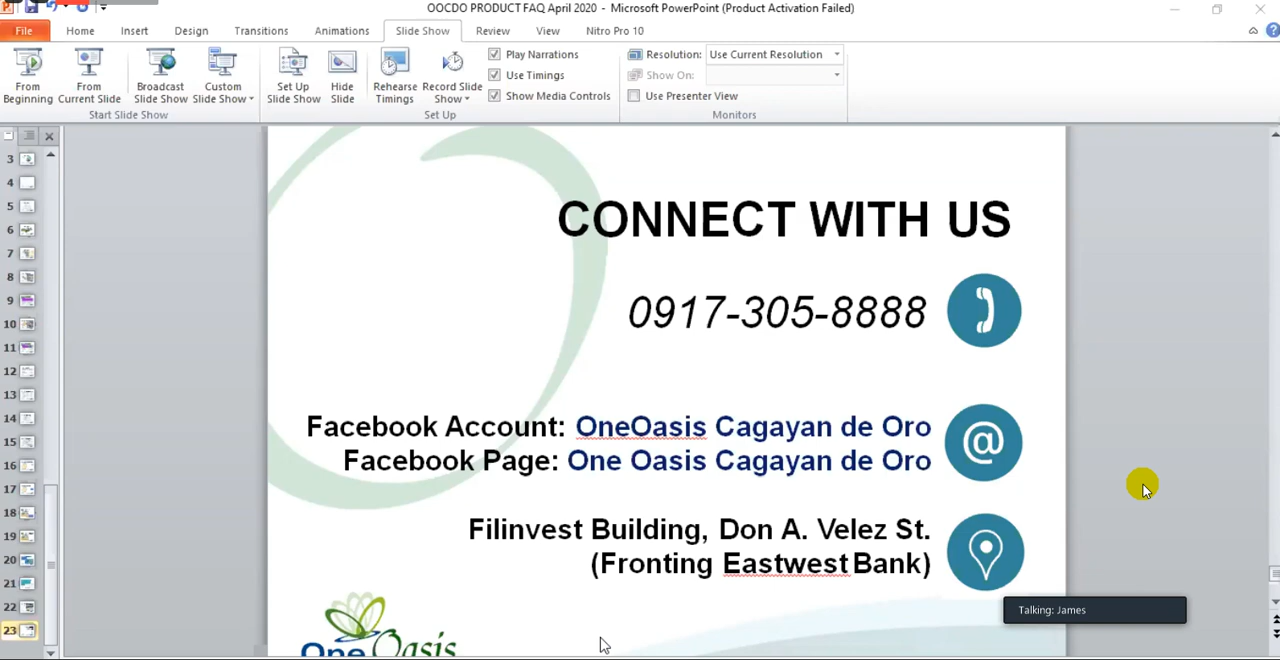 OOCDO PRODUCT FAQ April 2020 - Microsoft PowerPoint (Product Activation Failed)
File Home Insert Design Transitions Animations Slide Show Review View Nitro Pro 10
From Beginning
From Current Slide
Broadcast Slide Show
Custom Slide Show
Start Slide Show
Set Up Slide Show
Hide Slide
Rehearse Timings
Record Slide Show
Play Narrations
Use Timings
Show Media Controls
Set Up
Resolution: Use Current Resolution
Show On:
Use Presenter View
Monitors
3
4
5
6
7
8
9
10
11
12
13
14
15
16
17
18
19
20
21
22
23
CONNECT WITH US
0917-305-8888
Facebook Account: OneOasis Cagayan de Oro
Facebook Page: One Oasis Cagayan de Oro
@
Filinvest Building, Don A. Velez St.
(Fronting Eastwest Bank)
One Oasis
Talking: James